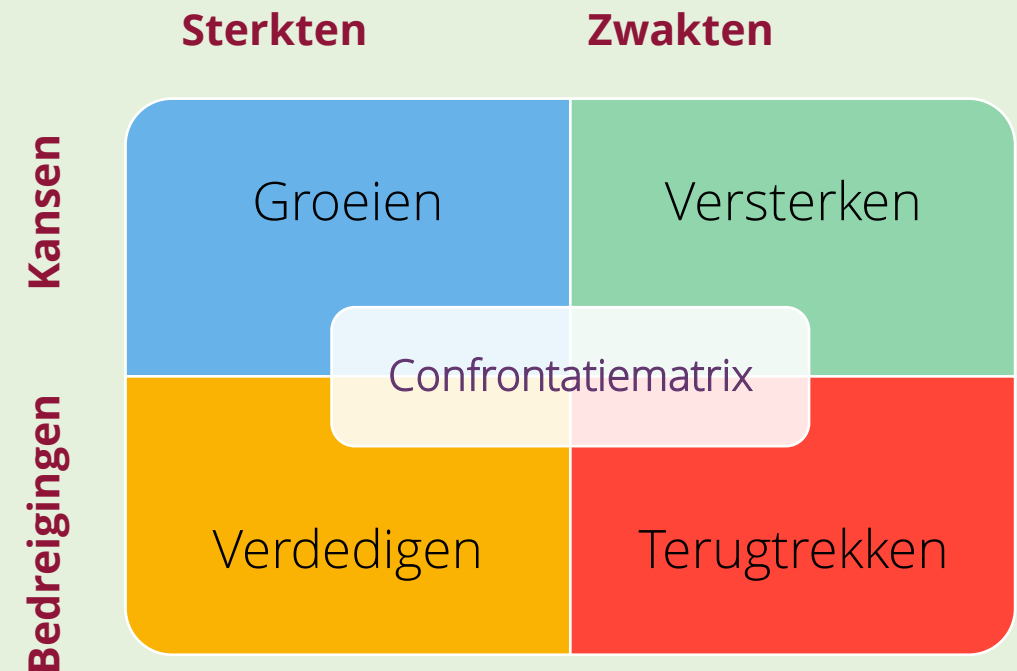 Sterkten
Zwakten
Kansen
Groeien
Versterken
Confrontatiematrix
Bedreigingen
Verdedigen
Terugtrekken